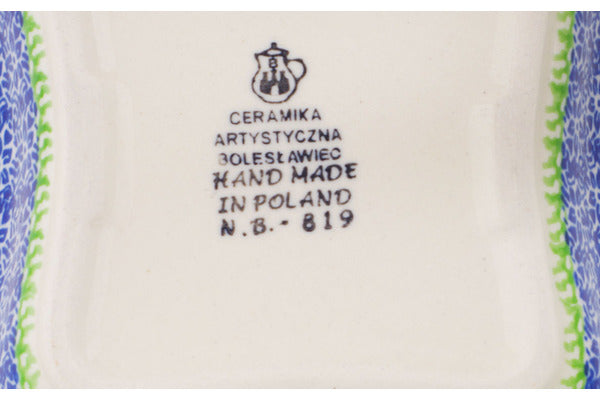 B
CERAMIKA
ARTYSTYCZNA
BOLESŁAWIEC
HAND MADE
IN POLAND
N.B. - 819